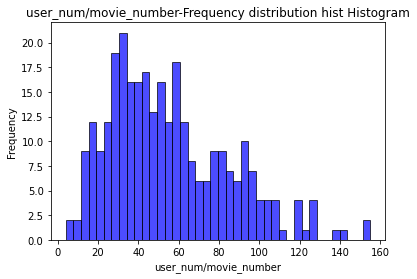 user_num/movie_number-Frequency distribution hist Histogram
20.0
17.5
15.0
12.5
10.0
7.5
5.0
2.5
0.0
Frequency
0 20 40 60 80 100 120 140 160
user_num/movie_number